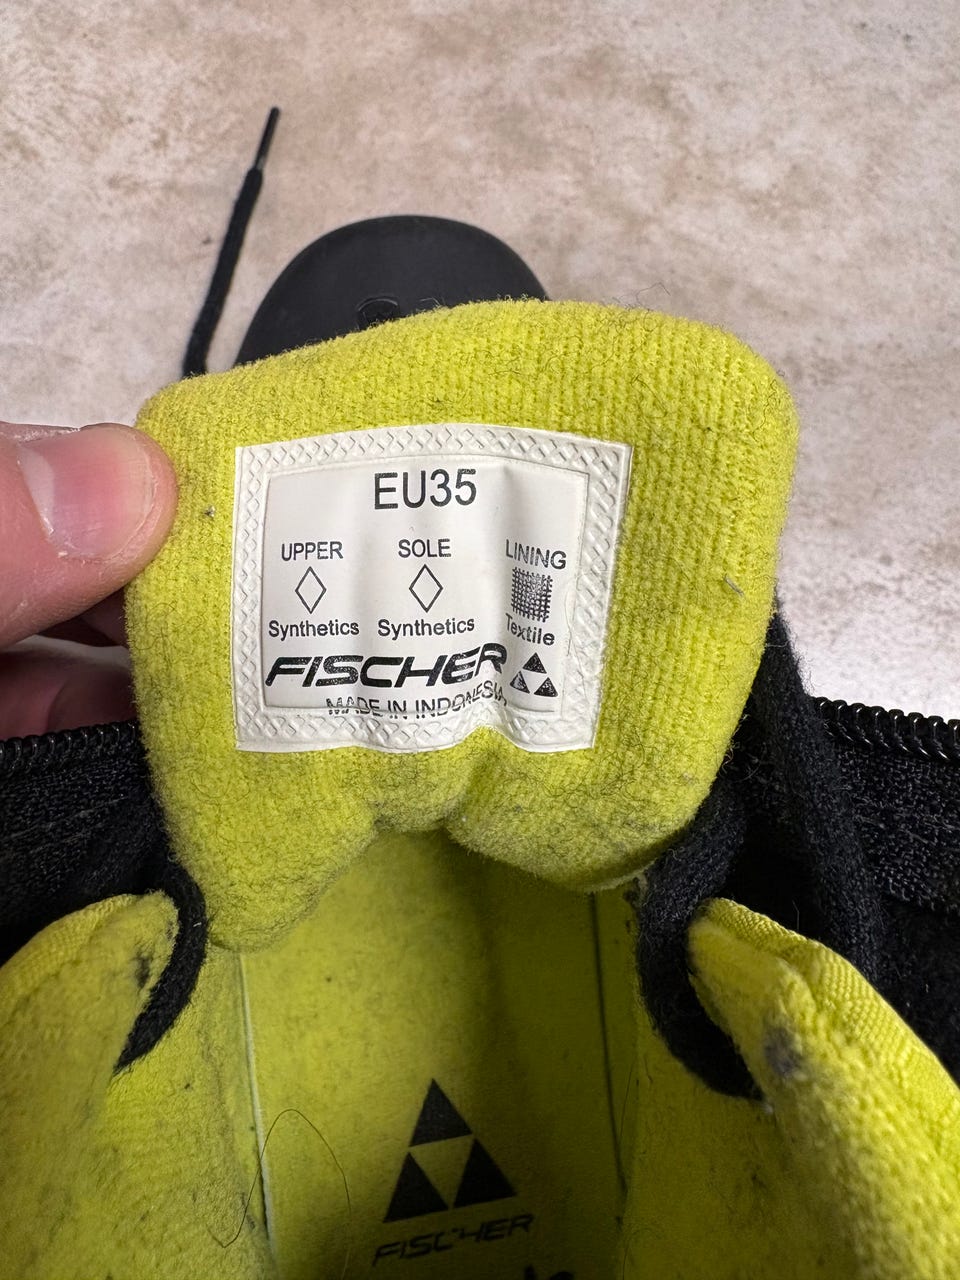 EU35
UPPER SOLE LINING
Synthetics Synthetics Textile
FISCHER
MADE IN INDONESIA
FISCHER